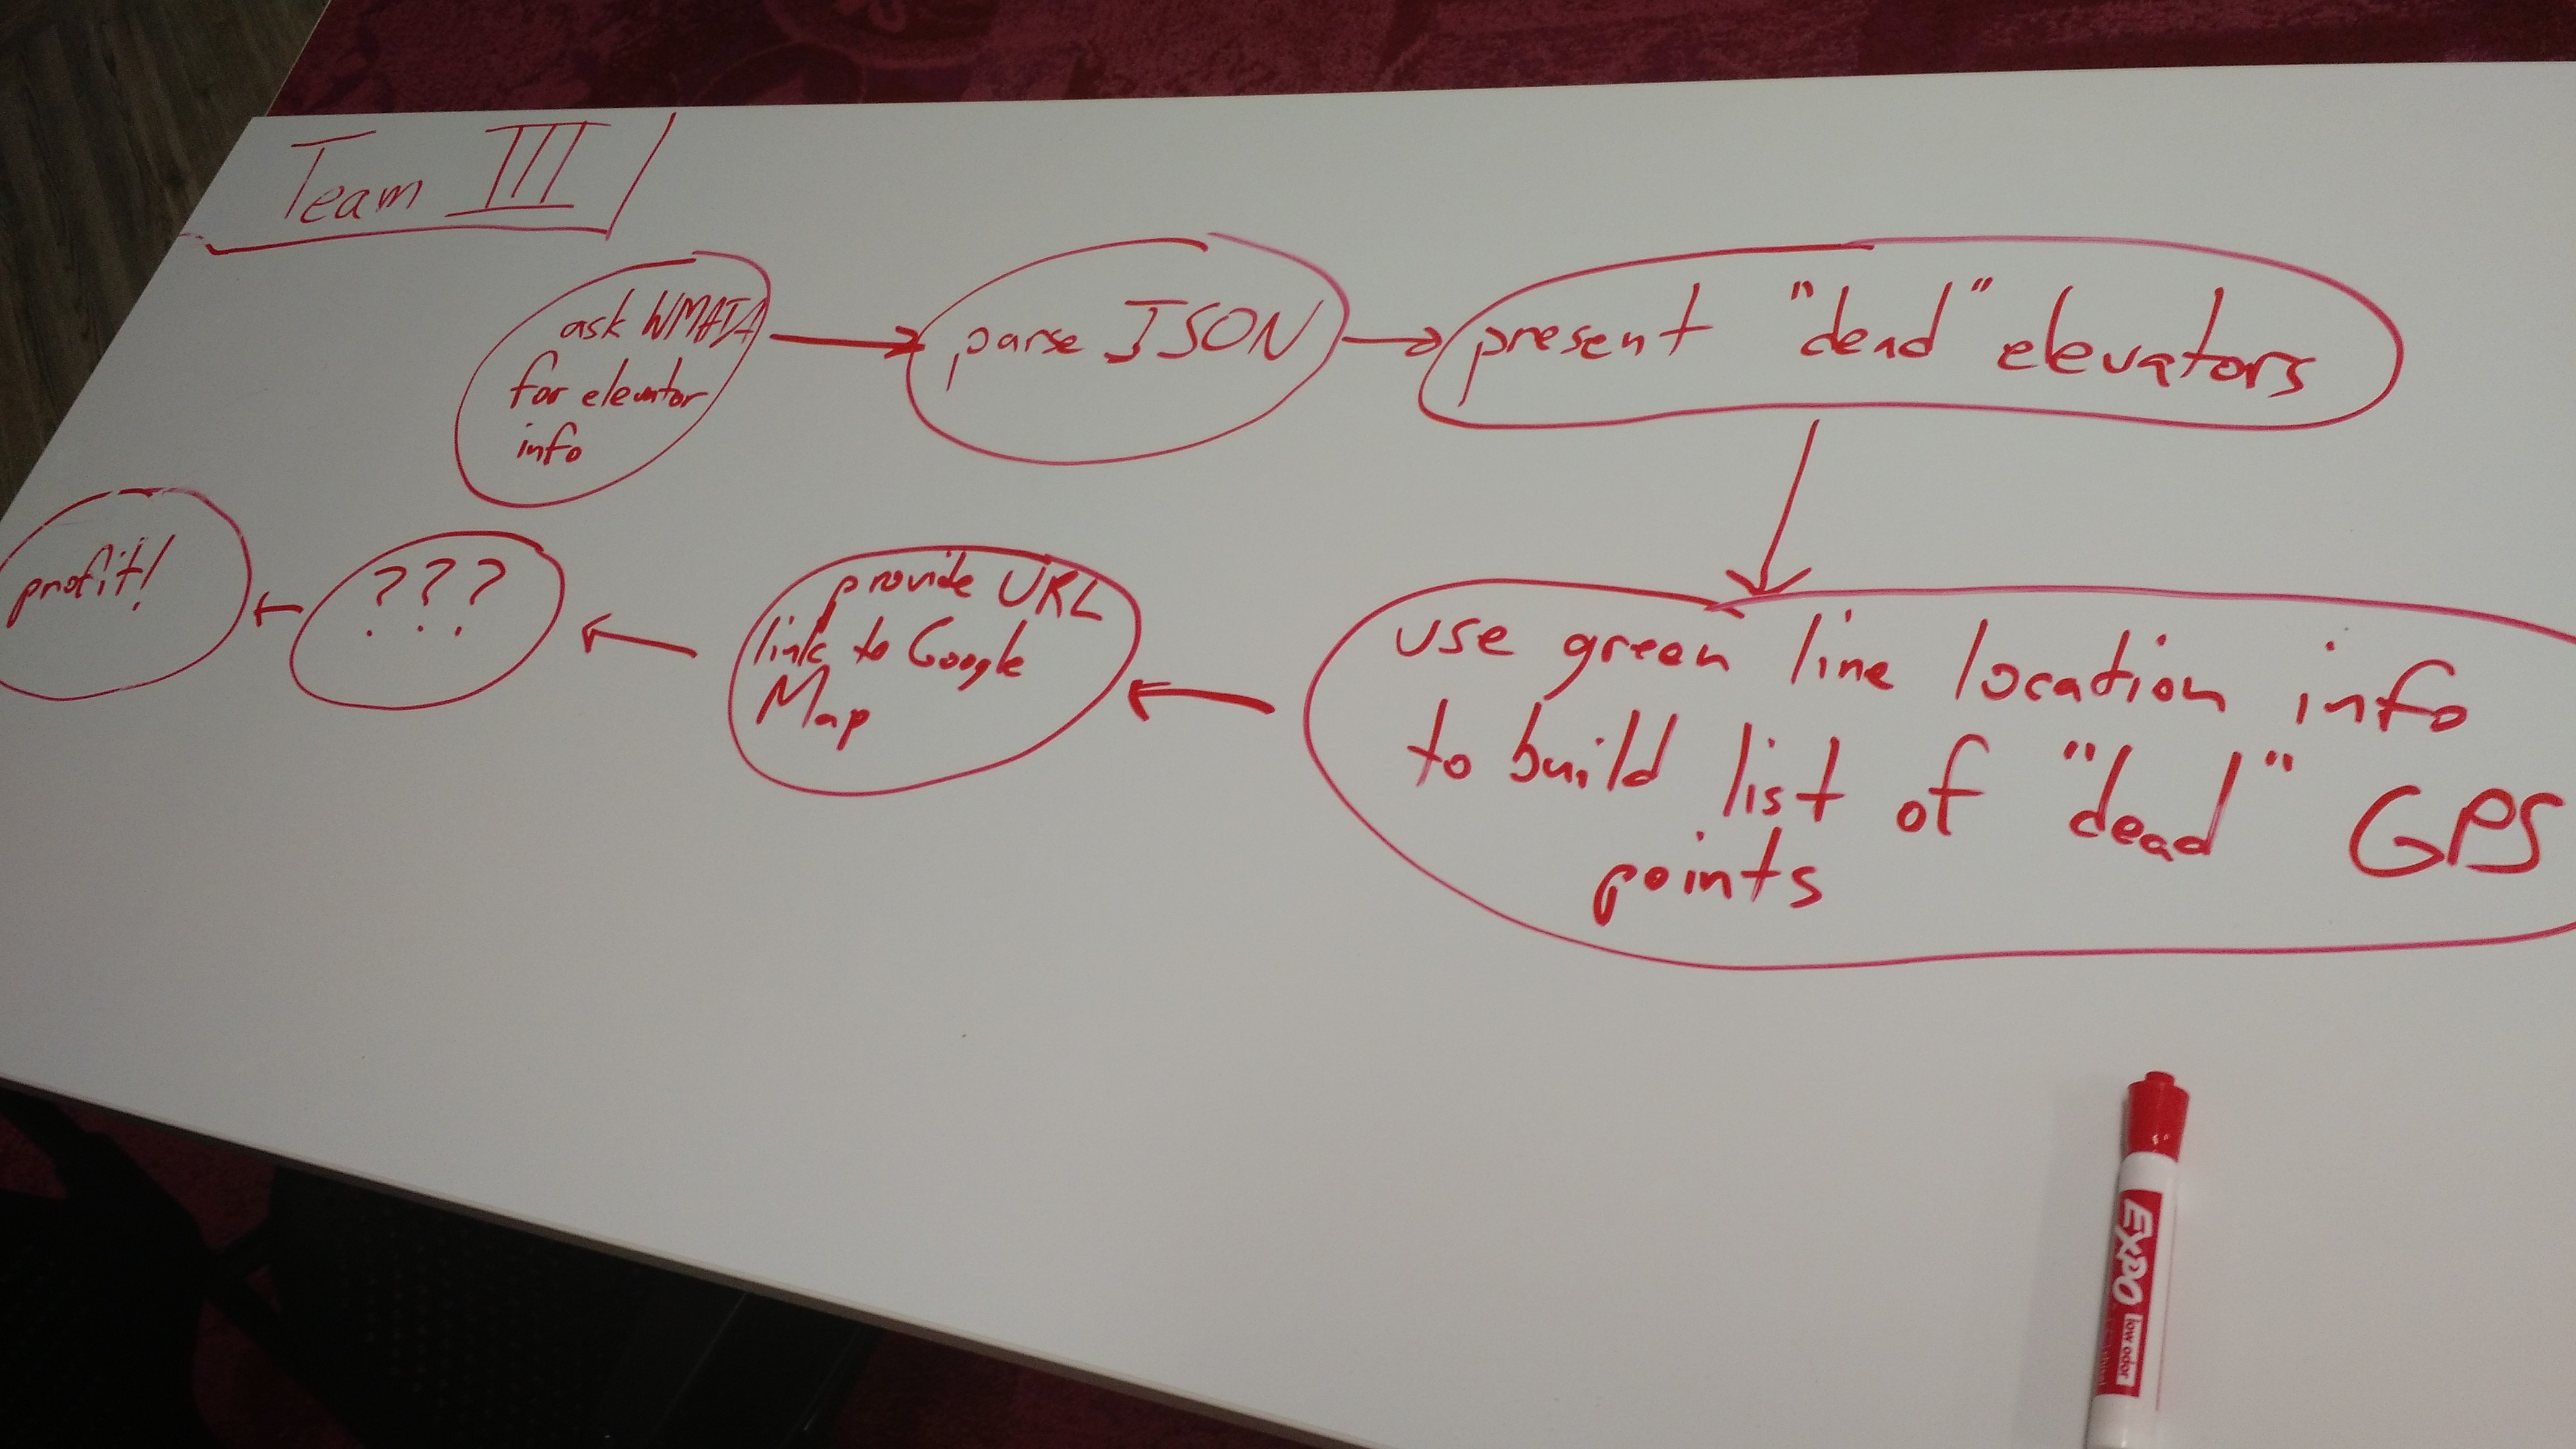 Team III
ask WMATA
for elevator
info
parse JSON
present "dead" elevators
use green line location info
to build list of "dead" GPS
points
provide URL
link to Google
Map
???
profit!
EXPO
low odor